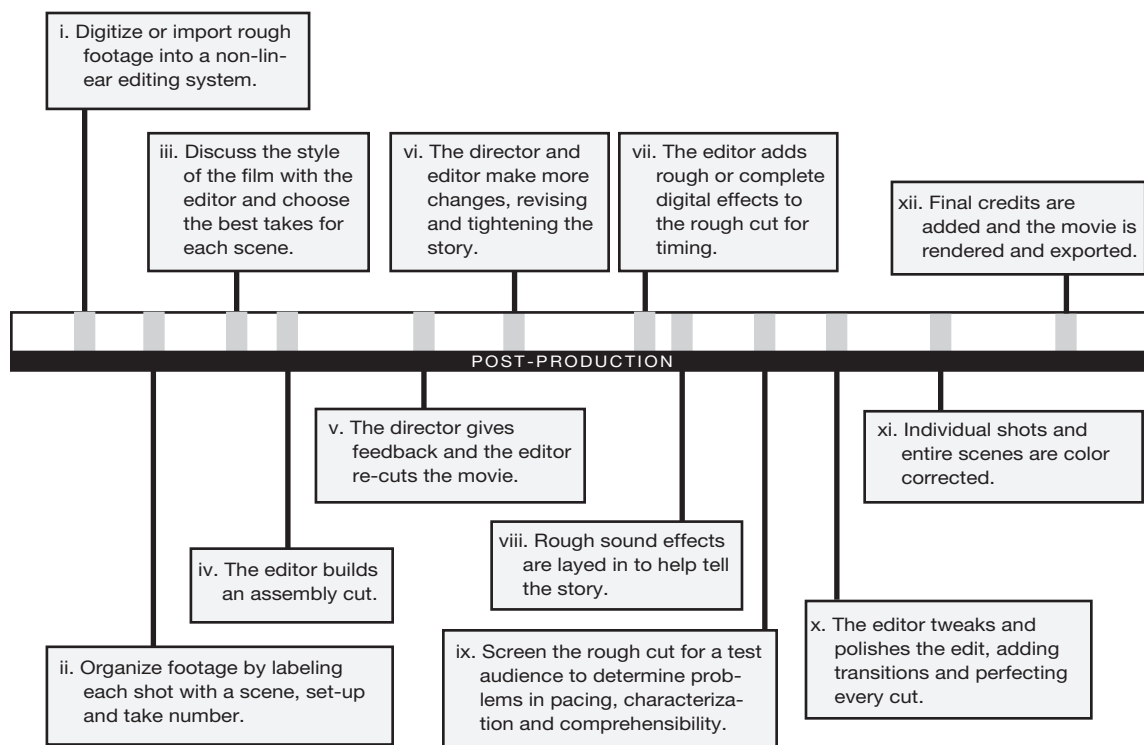 i. Digitize or import rough
footage into a non-lin-
ear editing system.
iii. Discuss the style
of the film with the
editor and choose
the best takes for
each scene.
vi. The director and
editor make more
changes, revising
and tightening the
story.
vii. The editor adds
rough or complete
digital effects to
the rough cut for
timing.
xii. Final credits are
added and the movie is
rendered and exported.
POST-PRODUCTION
v. The director gives
feedback and the editor
re-cuts the movie.
xi. Individual shots and
entire scenes are color
corrected.
iv. The editor builds
an assembly cut.
viii. Rough sound effects
are layed in to help tell
the story.
x. The editor tweaks and
polishes the edit, adding
transitions and perfecting
every cut.
ii. Organize footage by labeling
each shot with a scene, set-up
and take number.
ix. Screen the rough cut for a test
audience to determine prob-
lems in pacing, characteriza-
tion and comprehensibility.